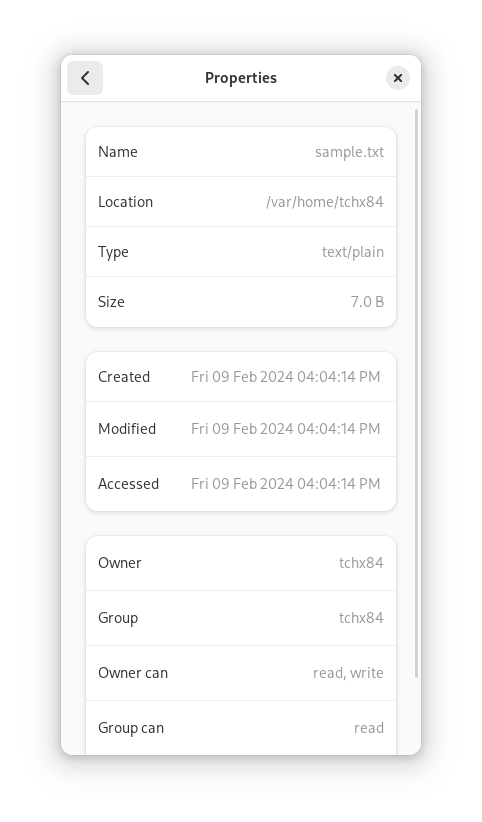 Properties
Name sample.txt
Location /var/home/tchx84
Type text/plain
Size 7.0 B
Created Fri 09 Feb 2024 04:04:14 PM
Modified Fri 09 Feb 2024 04:04:14 PM
Accessed Fri 09 Feb 2024 04:04:14 PM
Owner tchx84
Group tchx84
Owner can read, write
Group can read